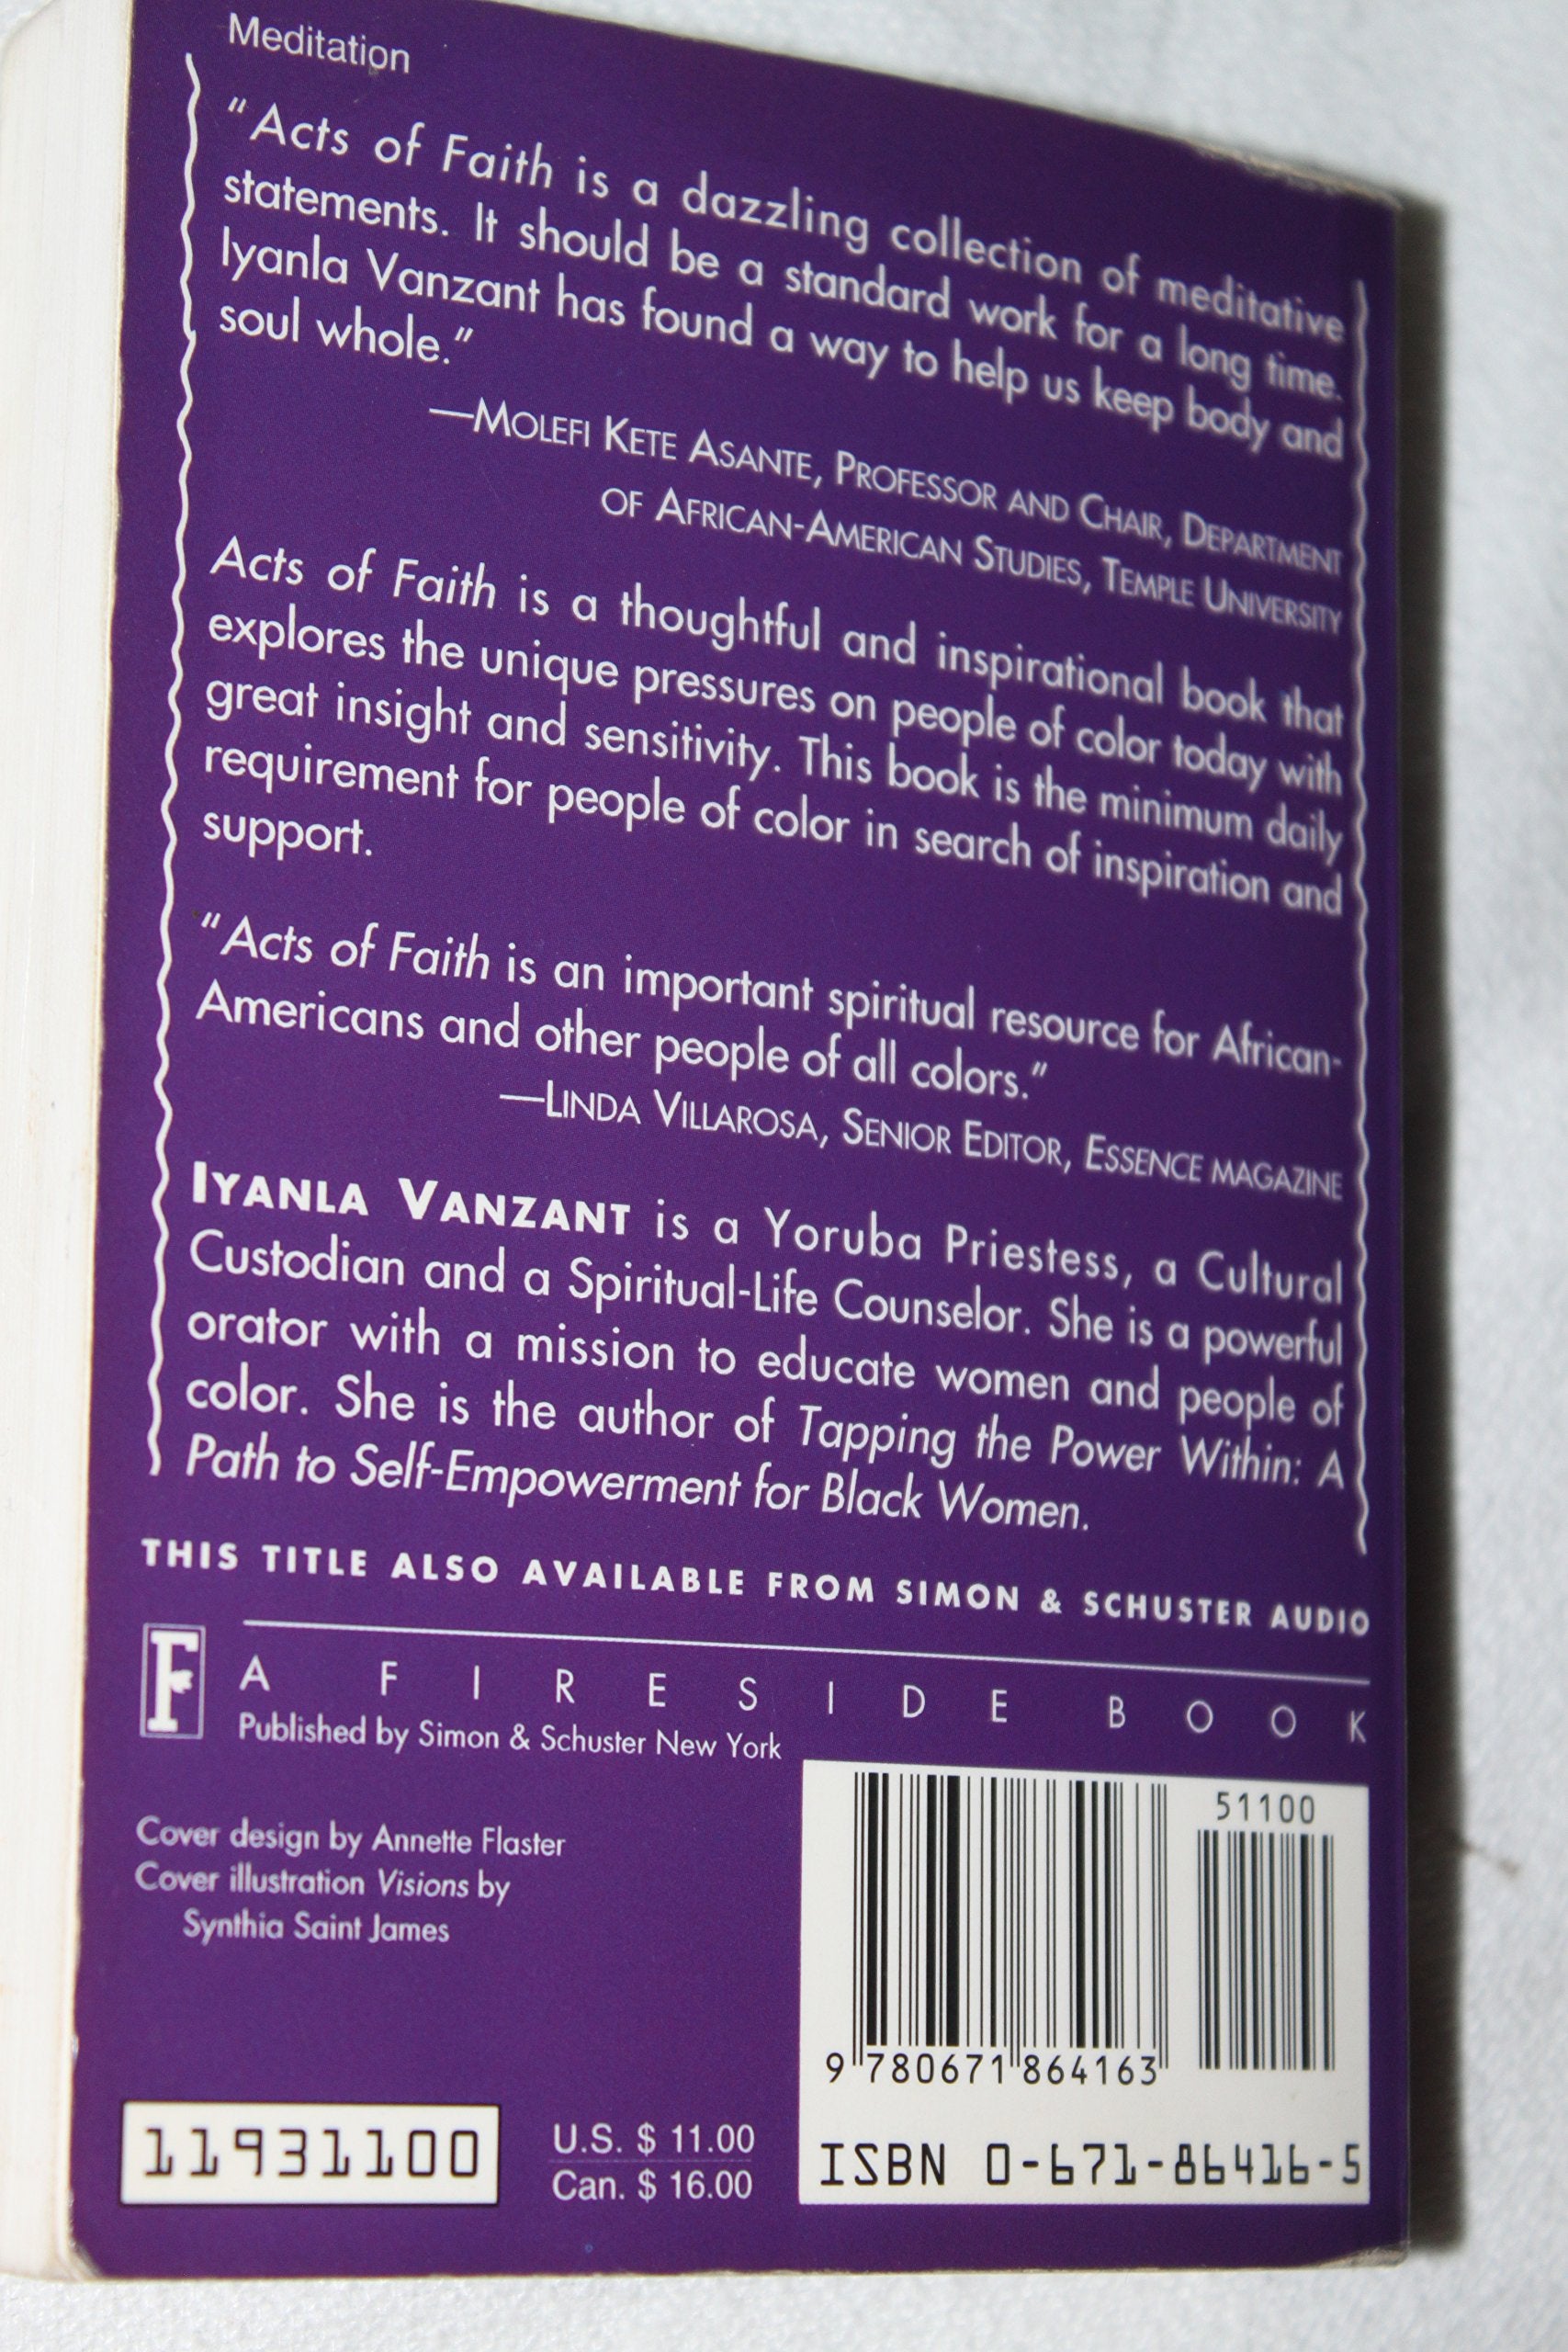 Meditation
"Acts of Faith is a dazzling collection of meditative
statements. It should be a standard work for a long time.
Iyanla Vanzant has found a way to help us keep body and
soul whole."
—MOLEFI KETE ASANTE, PROFESSOR AND CHAIR, DEPARTMENT
OF AFRICAN-AMERICAN STUDIES, TEMPLE UNIVERSITY
Acts of Faith is a thoughtful and inspirational book that
explores the unique pressures on people of color today with
great insight and sensitivity. This book is the minimum daily
requirement for people of color in search of inspiration and
support.
"Acts of Faith is an important spiritual resource for African-
Americans and other people of all colors."
—LINDA VILLAROSA, SENIOR EDITOR, ESSENCE MAGAZINE
IYANLA VANZANT is a Yoruba Priestess, a Cultural
Custodian and a Spiritual-Life Counselor. She is a powerful
orator with a mission to educate women and people of
color. She is the author of Tapping the Power Within: A
Path to Self-Empowerment for Black Women.
THIS TITLE ALSO AVAILABLE FROM SIMON & SCHUSTER AUDIO
F
A FIRESIDE BOOK
Published by Simon & Schuster New York
Cover design by Annette Flaster
Cover illustration Visions by
Synthia Saint James
51100
9 780671 864163
11931100
U.S. $ 11.00
Can. $ 16.00
ISBN 0-671-86416-5